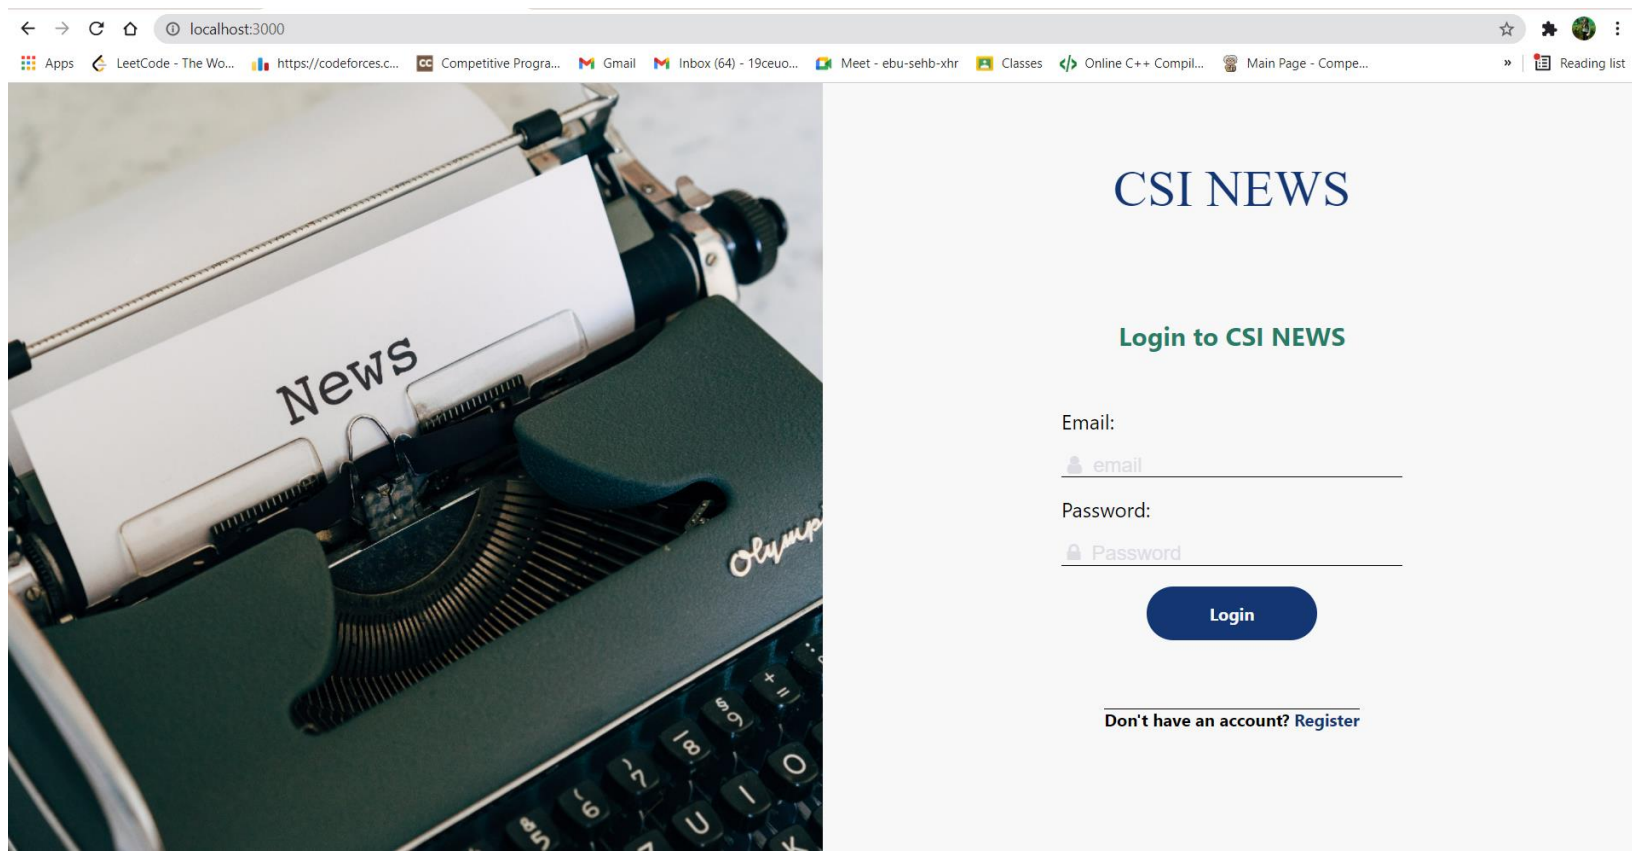 localhost:3000
Apps LeetCode - The Wo... https://codeforces.c... Competitive Progra... Gmail Inbox (64) - 19ceuo... Meet - ebu-sehb-xhr Classes Online C++ Compil... Main Page - Compe... » Reading list
CSI NEWS
News
Login to CSI NEWS
Email:
email
Password:
Password
Login
Don't have an account? Register